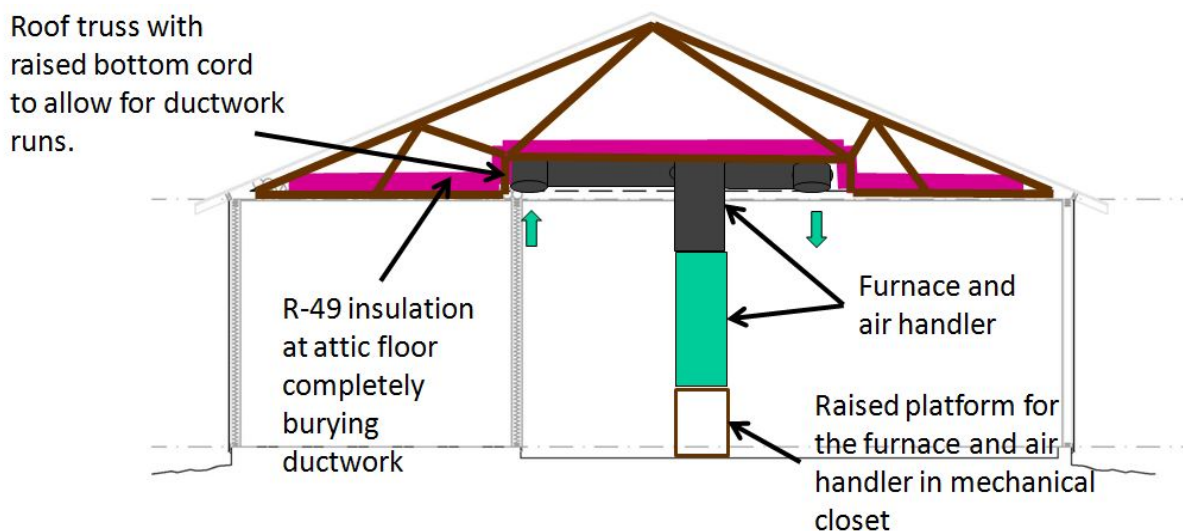 Roof truss with
raised bottom cord
to allow for ductwork
runs.
R-49 insulation
at attic floor
completely
burying
ductwork
Furnace and
air handler
Raised platform for
the furnace and air
handler in mechanical
closet